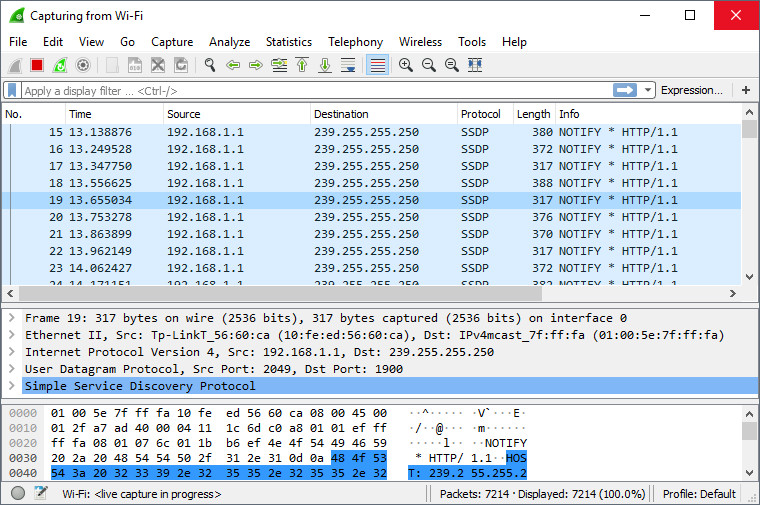 Capturing from Wi-Fi
File Edit View Go Capture Analyze Statistics Telephony Wireless Tools Help
Apply a display filter ... <Ctrl-/> Expression... +
No. Time Source Destination Protocol Length Info
15 13.138876 192.168.1.1 239.255.255.250 SSDP 380 NOTIFY * HTTP/1.1
16 13.249528 192.168.1.1 239.255.255.250 SSDP 372 NOTIFY * HTTP/1.1
17 13.347750 192.168.1.1 239.255.255.250 SSDP 317 NOTIFY * HTTP/1.1
18 13.556625 192.168.1.1 239.255.255.250 SSDP 388 NOTIFY * HTTP/1.1
19 13.655034 192.168.1.1 239.255.255.250 SSDP 317 NOTIFY * HTTP/1.1
20 13.753278 192.168.1.1 239.255.255.250 SSDP 376 NOTIFY * HTTP/1.1
21 13.863899 192.168.1.1 239.255.255.250 SSDP 370 NOTIFY * HTTP/1.1
22 13.962149 192.168.1.1 239.255.255.250 SSDP 317 NOTIFY * HTTP/1.1
23 14.062427 192.168.1.1 239.255.255.250 SSDP 372 NOTIFY * HTTP/1.1
24 14.171151 192.168.1.1 239.255.255.250 SSDP 382 NOTIFY * HTTP/1.1
Frame 19: 317 bytes on wire (2536 bits), 317 bytes captured (2536 bits) on interface 0
Ethernet II, Src: Tp-LinkT_56:60:ca (10:fe:ed:56:60:ca), Dst: IPv4mcast_7f:ff:fa (01:00:5e:7f:ff:fa)
Internet Protocol Version 4, Src: 192.168.1.1, Dst: 239.255.255.250
User Datagram Protocol, Src Port: 2049, Dst Port: 1900
Simple Service Discovery Protocol
0000 01 00 5e 7f ff fa 10 fe ed 56 60 ca 08 00 45 00 ··^····· ·V`···E·
0010 01 2f a7 ad 40 00 04 11 1c 6d c0 a8 01 01 ef ff ·/··@··· ·m······
0020 ff fa 08 01 07 6c 01 1b b6 ef 4e 4f 54 49 46 59 ·····l·· ··NOTIFY
0030 20 2a 20 48 54 54 50 2f 31 2e 31 0d 0a 48 4f 53 * HTTP/ 1.1··HOS
0040 54 3a 20 32 33 39 2e 32 35 35 2e 32 35 35 2e 32 T: 239.2 55.255.2
Wi-Fi: <live capture in progress> Packets: 7214 · Displayed: 7214 (100.0%) Profile: Default